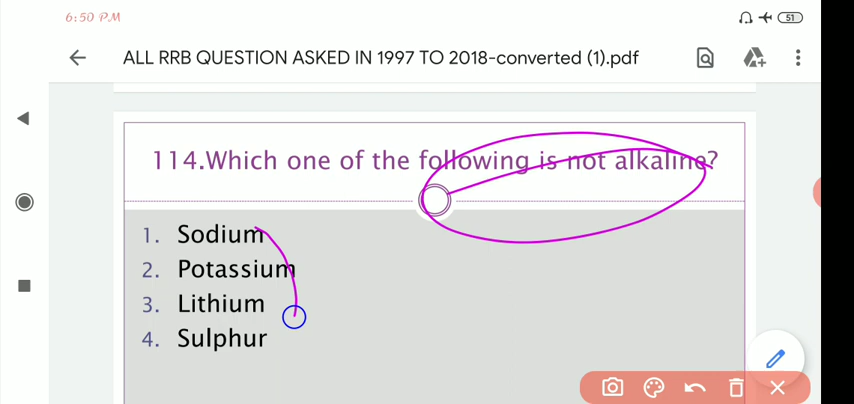 6:50 PM
51
ALL RRB QUESTION ASKED IN 1997 TO 2018-converted (1).pdf
114.Which one of the following is not alkaline?
1. Sodium
2. Potassium
3. Lithium
4. Sulphur